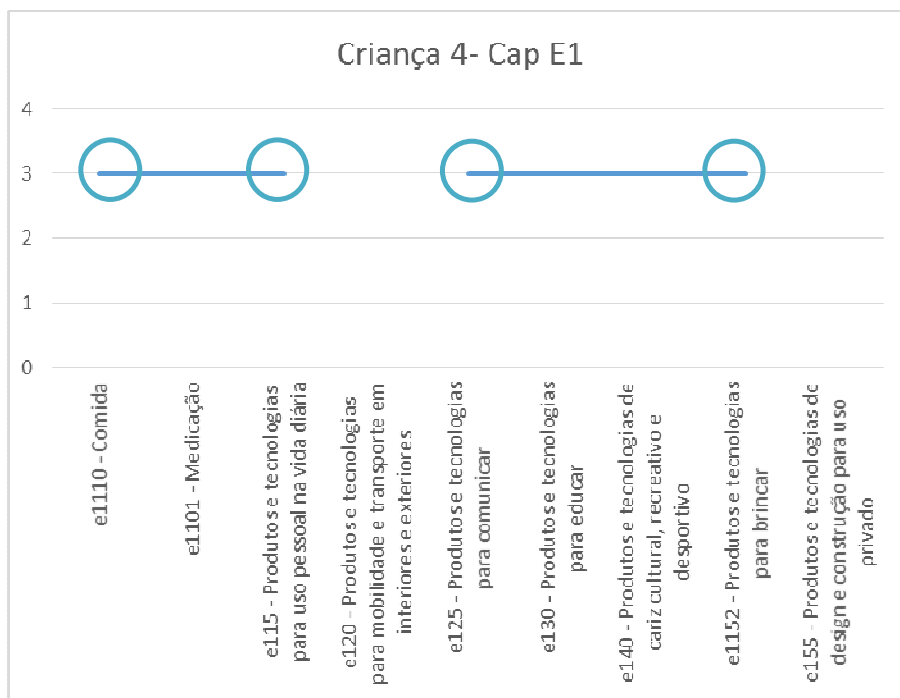 Criança 4- Cap E1
4
3
2
1
0
e1110 - Comida
e1101 - Medicação
e115 - Produtos e tecnologias
para uso pessoal na vida diária
e120 - Produtos e tecnologias
para mobilidade e transporte em
interiores e exteriores
e125 - Produtos e tecnologias
para comunicar
e130 - Produtos e tecnologias
para educar
e140 - Produtos e tecnologias de
cariz cultural, recreativo e
desportivo
e1152 - Produtos e tecnologias
para brincar
e155 - Produtos e tecnologias de
design e construção para uso
privado